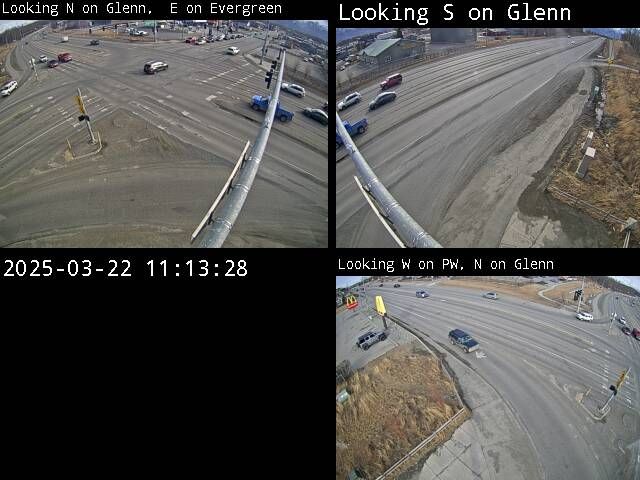 Looking N on Glenn,  E on Evergreen
Looking S on Glenn
2025-03-22 11:13:28
Looking W on PW, N on Glenn